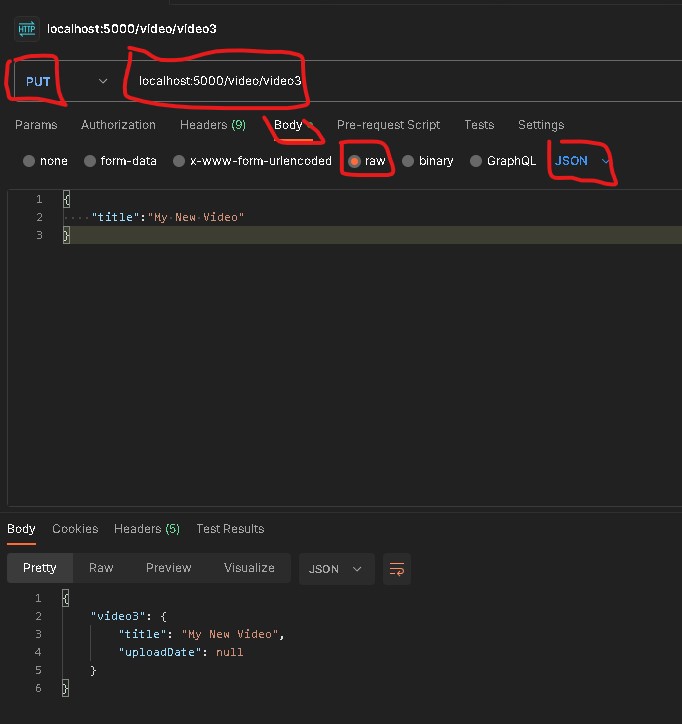 HTTP localhost:5000/video/video3
PUT localhost:5000/video/video3
Params Authorization Headers (9) Body Pre-request Script Tests Settings
none form-data x-www-form-urlencoded raw binary GraphQL JSON
1 {
2 ····"title":"My·New·Video"
3 }
Body Cookies Headers (5) Test Results
Pretty Raw Preview Visualize JSON
1 {
2 "video3": {
3 "title": "My New Video",
4 "uploadDate": null
5 }
6 }